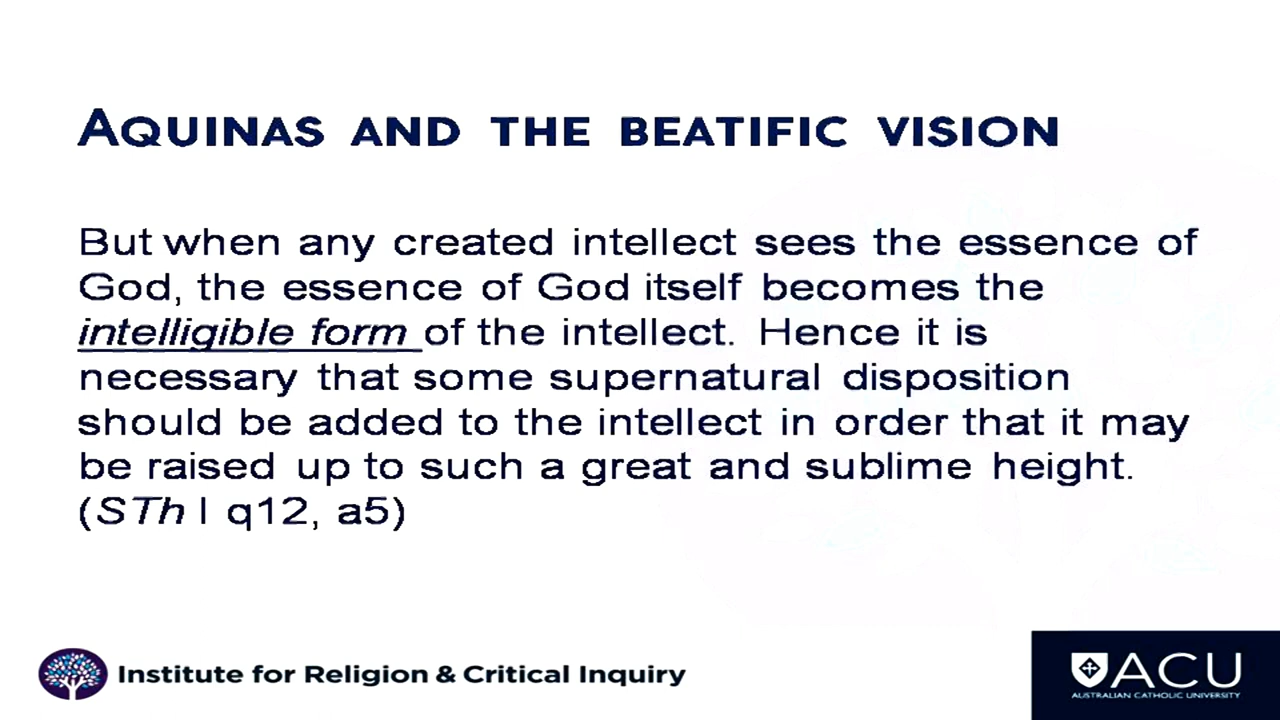 AQUINAS AND THE BEATIFIC VISION
But when any created intellect sees the essence of
God, the essence of God itself becomes the
intelligible form of the intellect. Hence it is
necessary that some supernatural disposition
should be added to the intellect in order that it may
be raised up to such a great and sublime height.
(STh I q12, a5)
Institute for Religion & Critical Inquiry
ACU
AUSTRALIAN CATHOLIC UNIVERSITY